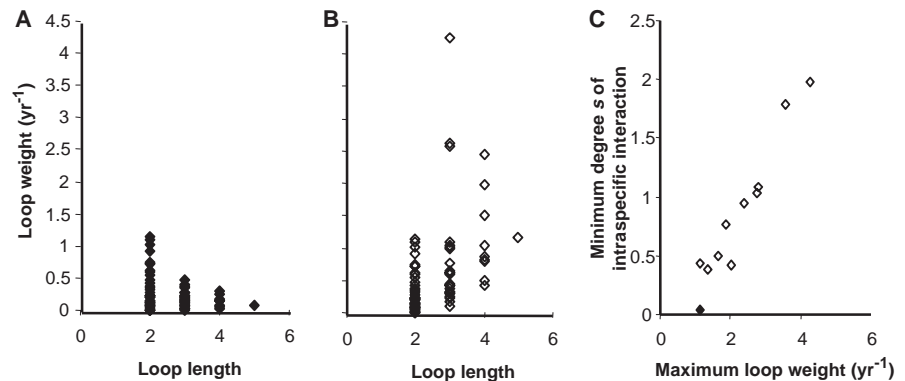 A
B
C
4.5
4
3.5
3
2.5
2
1.5
1
0.5
0
Loop weight (yr-1)
0 2 4 6
Loop length
0 2 4 6
Loop length
2.5
2
1.5
1
0.5
0
Minimum degree s of
intraspecific interaction
0 2 4 6
Maximum loop weight (yr-1)